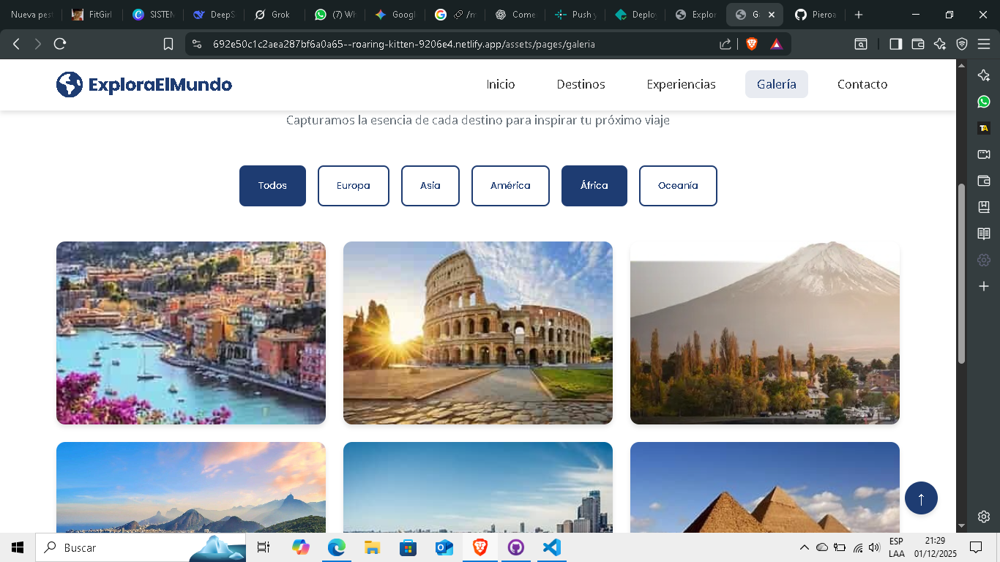 Nueva pest
FitGirl
SISTEM
DeepS
Grok
(7) Wh
Googl
/m
Come
Push y
Deplo
Explor
Ga
Pieroa
692e50c1c2aea287bf6a0a65--roaring-kitten-9206e4.netlify.app/assets/pages/galeria
ExploraElMundo
Inicio
Destinos
Experiencias
Galería
Contacto
Capturamos la esencia de cada destino para inspirar tu próximo viaje
Todos
Europa
Asia
América
África
Oceanía
↑
Buscar
ESP
LAA
21:29
01/12/2025